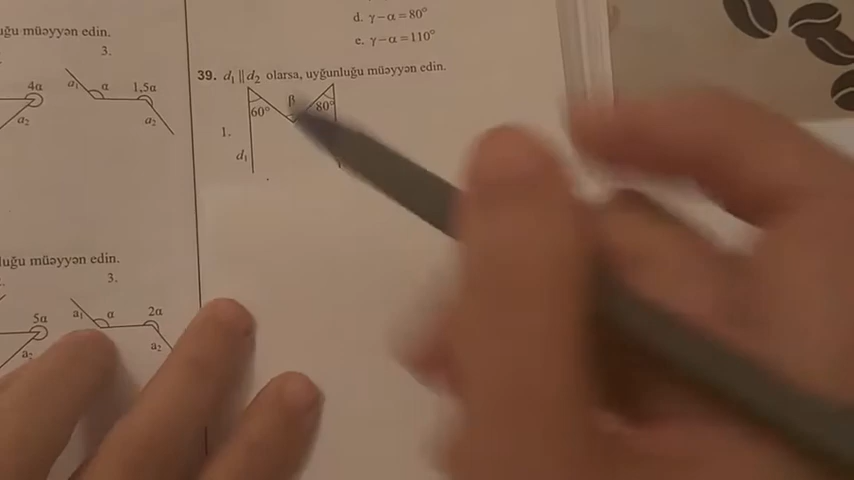 d. γ−α=80°
e. γ−α=110°
uğu müəyyən edin.
3.
4α
a₁
α
1,5α
a₂
a₂
39. d₁ || d₂ olarsa, uyğunluğu müəyyən edin.
60°
β
80°
1.
d₁
luğu müəyyən edin.
3.
5α
a₁
α
2α
a₂
a₂